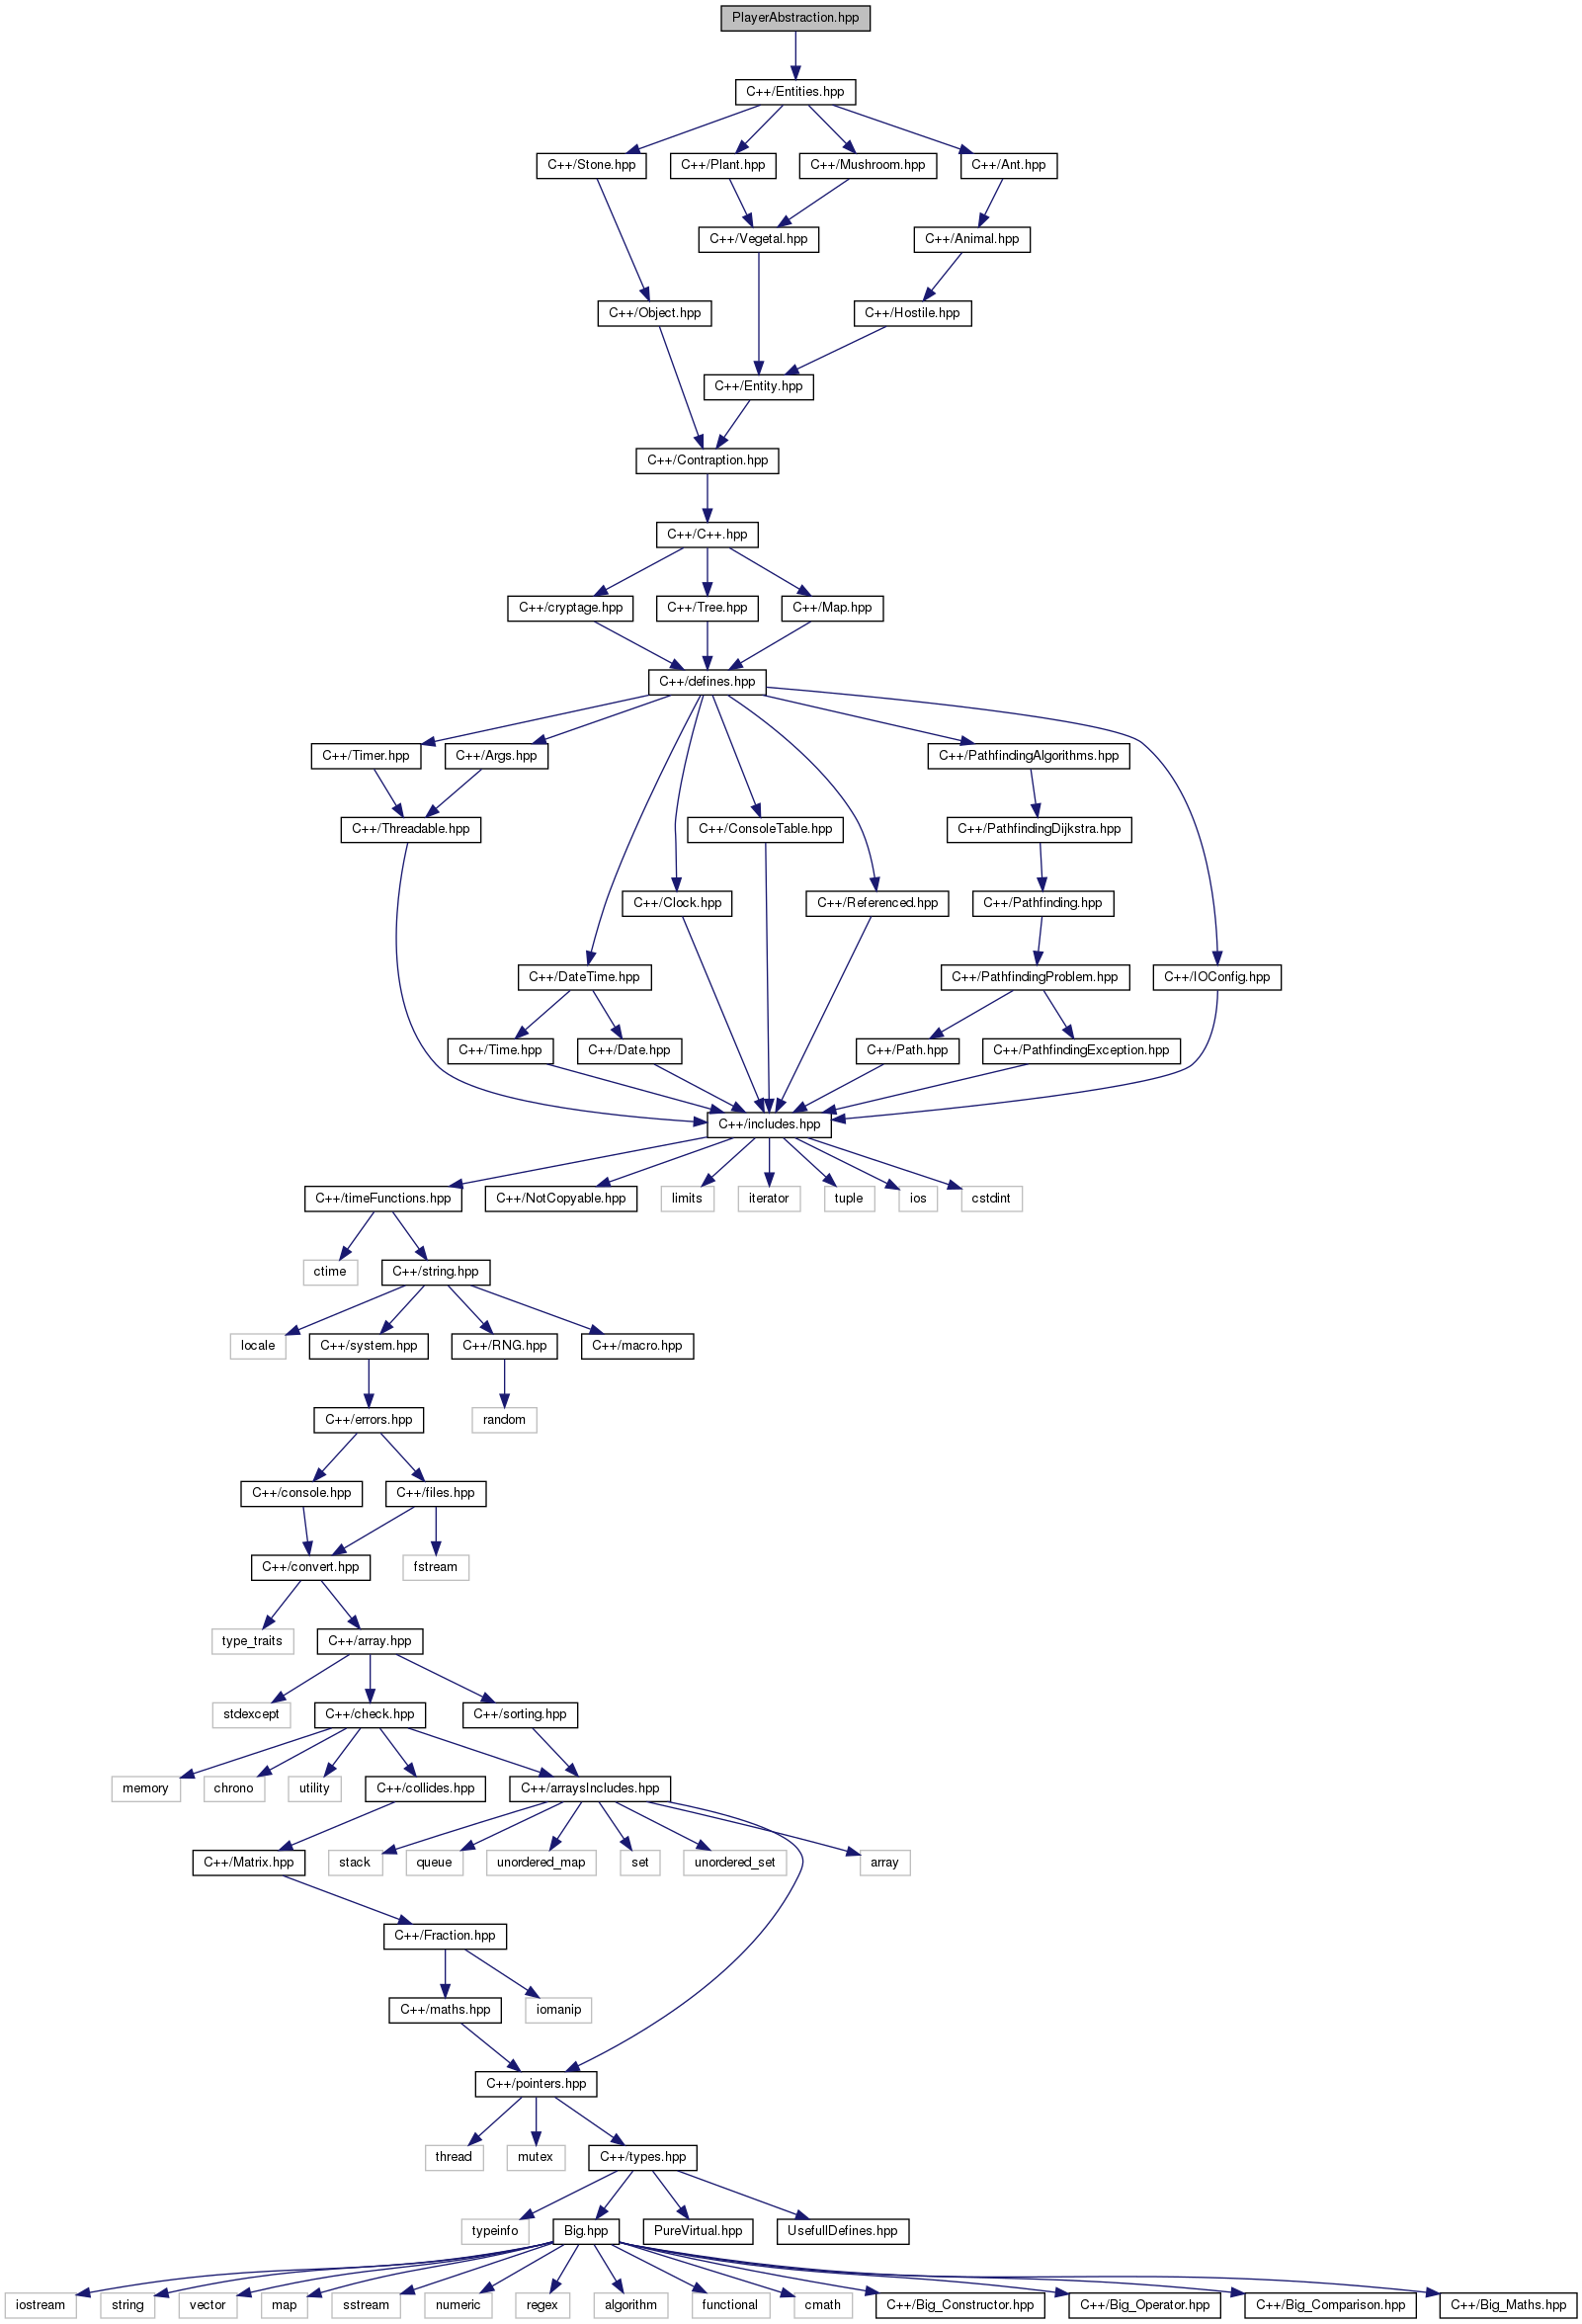 PlayerAbstraction.hpp
C++/Entities.hpp
C++/Stone.hpp
C++/Plant.hpp
C++/Mushroom.hpp
C++/Ant.hpp
C++/Vegetal.hpp
C++/Animal.hpp
C++/Object.hpp
C++/Hostile.hpp
C++/Entity.hpp
C++/Contraption.hpp
C++/C++.hpp
C++/cryptage.hpp
C++/Tree.hpp
C++/Map.hpp
C++/defines.hpp
C++/Timer.hpp
C++/Args.hpp
C++/PathfindingAlgorithms.hpp
C++/Threadable.hpp
C++/ConsoleTable.hpp
C++/PathfindingDijkstra.hpp
C++/Clock.hpp
C++/Referenced.hpp
C++/Pathfinding.hpp
C++/DateTime.hpp
C++/PathfindingProblem.hpp
C++/IOConfig.hpp
C++/Time.hpp
C++/Date.hpp
C++/Path.hpp
C++/PathfindingException.hpp
C++/includes.hpp
C++/timeFunctions.hpp
C++/NotCopyable.hpp
limits
iterator
tuple
ios
cstdint
ctime
C++/string.hpp
locale
C++/system.hpp
C++/RNG.hpp
C++/macro.hpp
C++/errors.hpp
random
C++/console.hpp
C++/files.hpp
C++/convert.hpp
fstream
type_traits
C++/array.hpp
stdexcept
C++/check.hpp
C++/sorting.hpp
memory
chrono
utility
C++/collides.hpp
C++/arraysIncludes.hpp
C++/Matrix.hpp
stack
queue
unordered_map
set
unordered_set
array
C++/Fraction.hpp
C++/maths.hpp
iomanip
C++/pointers.hpp
thread
mutex
C++/types.hpp
typeinfo
Big.hpp
PureVirtual.hpp
UsefullDefines.hpp
iostream
string
vector
map
sstream
numeric
regex
algorithm
functional
cmath
C++/Big_Constructor.hpp
C++/Big_Operator.hpp
C++/Big_Comparison.hpp
C++/Big_Maths.hpp